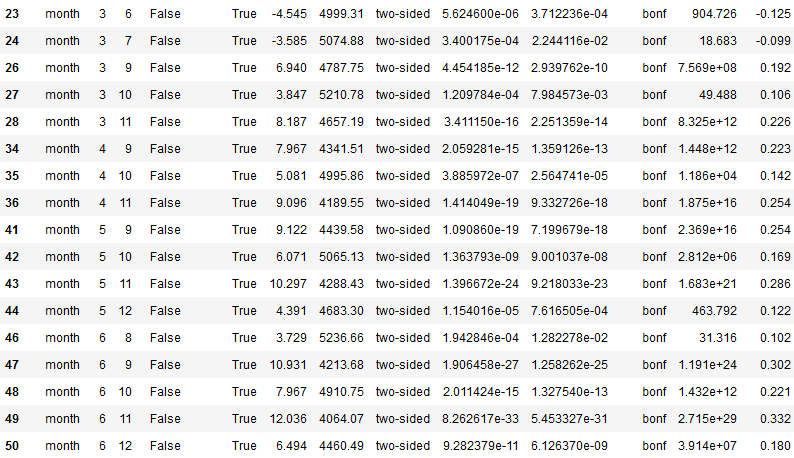 23 month 3 6 False True -4.545 4999.31 two-sided 5.624600e-06 3.712236e-04 bonf 904.726 -0.125
24 month 3 7 False True -3.585 5074.88 two-sided 3.400175e-04 2.244116e-02 bonf 18.683 -0.099
26 month 3 9 False True 6.940 4787.75 two-sided 4.454185e-12 2.939762e-10 bonf 7.569e+08 0.192
27 month 3 10 False True 3.847 5210.78 two-sided 1.209784e-04 7.984573e-03 bonf 49.488 0.106
28 month 3 11 False True 8.187 4657.19 two-sided 3.411150e-16 2.251359e-14 bonf 8.325e+12 0.226
34 month 4 9 False True 7.967 4341.51 two-sided 2.059281e-15 1.359126e-13 bonf 1.448e+12 0.223
35 month 4 10 False True 5.081 4995.86 two-sided 3.885972e-07 2.564741e-05 bonf 1.186e+04 0.142
36 month 4 11 False True 9.096 4189.55 two-sided 1.414049e-19 9.332726e-18 bonf 1.875e+16 0.254
41 month 5 9 False True 9.122 4439.58 two-sided 1.090860e-19 7.199679e-18 bonf 2.369e+16 0.254
42 month 5 10 False True 6.071 5065.13 two-sided 1.363793e-09 9.001037e-08 bonf 2.812e+06 0.169
43 month 5 11 False True 10.297 4288.43 two-sided 1.396672e-24 9.218033e-23 bonf 1.683e+21 0.286
44 month 5 12 False True 4.391 4683.30 two-sided 1.154016e-05 7.616505e-04 bonf 463.792 0.122
46 month 6 8 False True 3.729 5236.66 two-sided 1.942846e-04 1.282278e-02 bonf 31.316 0.102
47 month 6 9 False True 10.931 4213.68 two-sided 1.906458e-27 1.258262e-25 bonf 1.191e+24 0.302
48 month 6 10 False True 7.967 4910.75 two-sided 2.011424e-15 1.327540e-13 bonf 1.432e+12 0.221
49 month 6 11 False True 12.036 4064.07 two-sided 8.262617e-33 5.453327e-31 bonf 2.715e+29 0.332
50 month 6 12 False True 6.494 4460.49 two-sided 9.282379e-11 6.126370e-09 bonf 3.914e+07 0.180